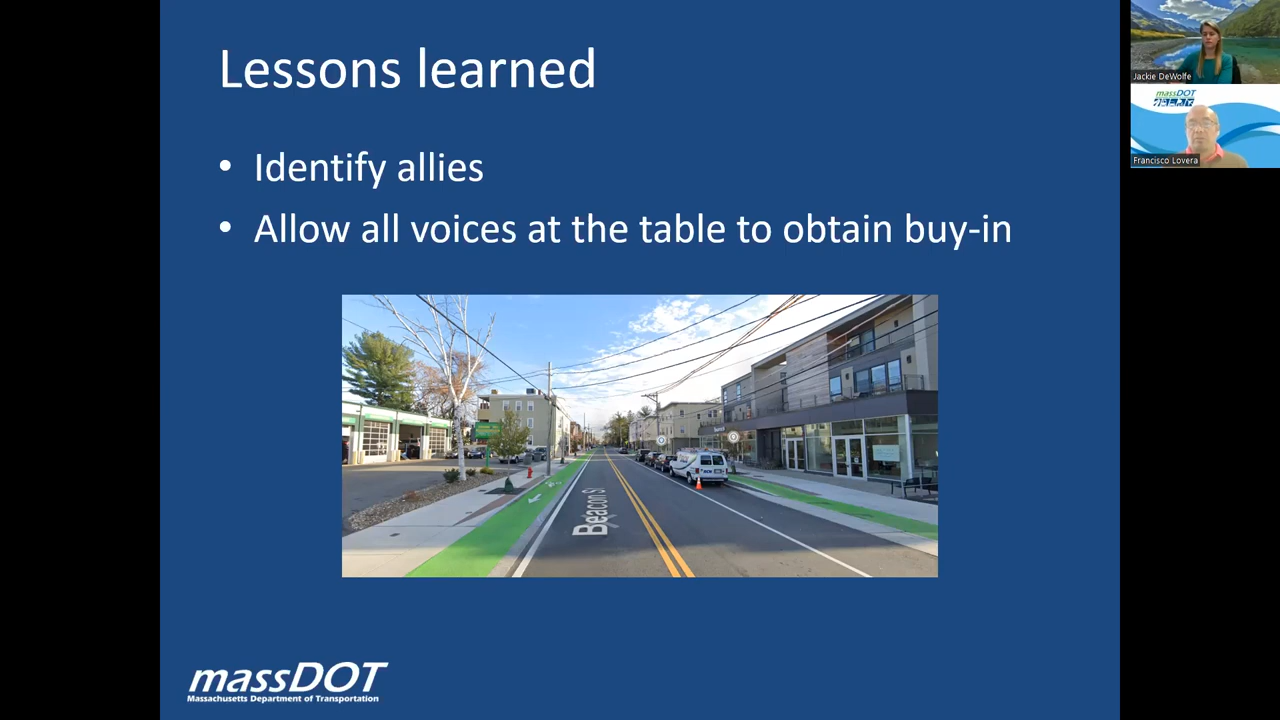 Lessons learned
• Identify allies
• Allow all voices at the table to obtain buy-in
Beacon St
massDOT
Massachusetts Department of Transportation
Jackie DeWolfe
massDOT
Francisco Lovera